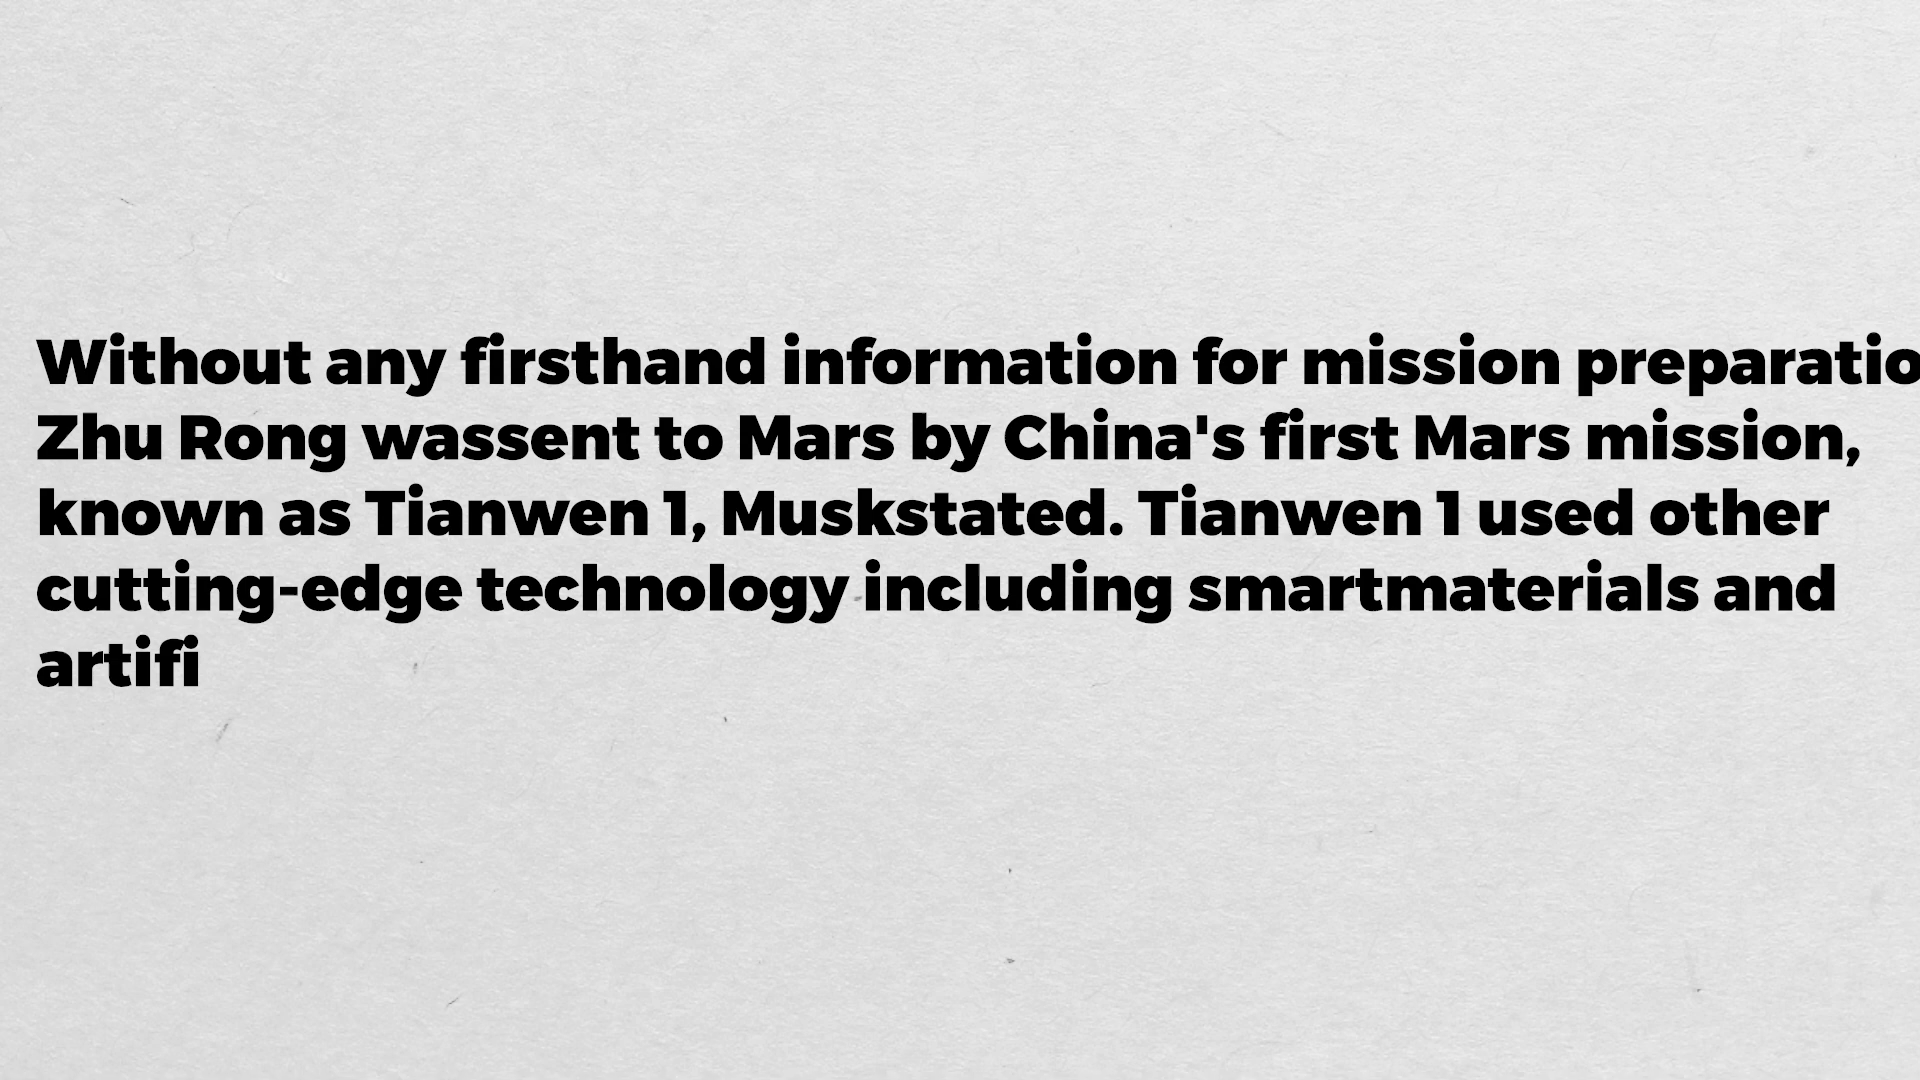 Without any firsthand information for mission preparatio
Zhu Rong wassent to Mars by China's first Mars mission,
known as Tianwen 1, Muskstated. Tianwen 1 used other
cutting-edge technology including smartmaterials and
artifi